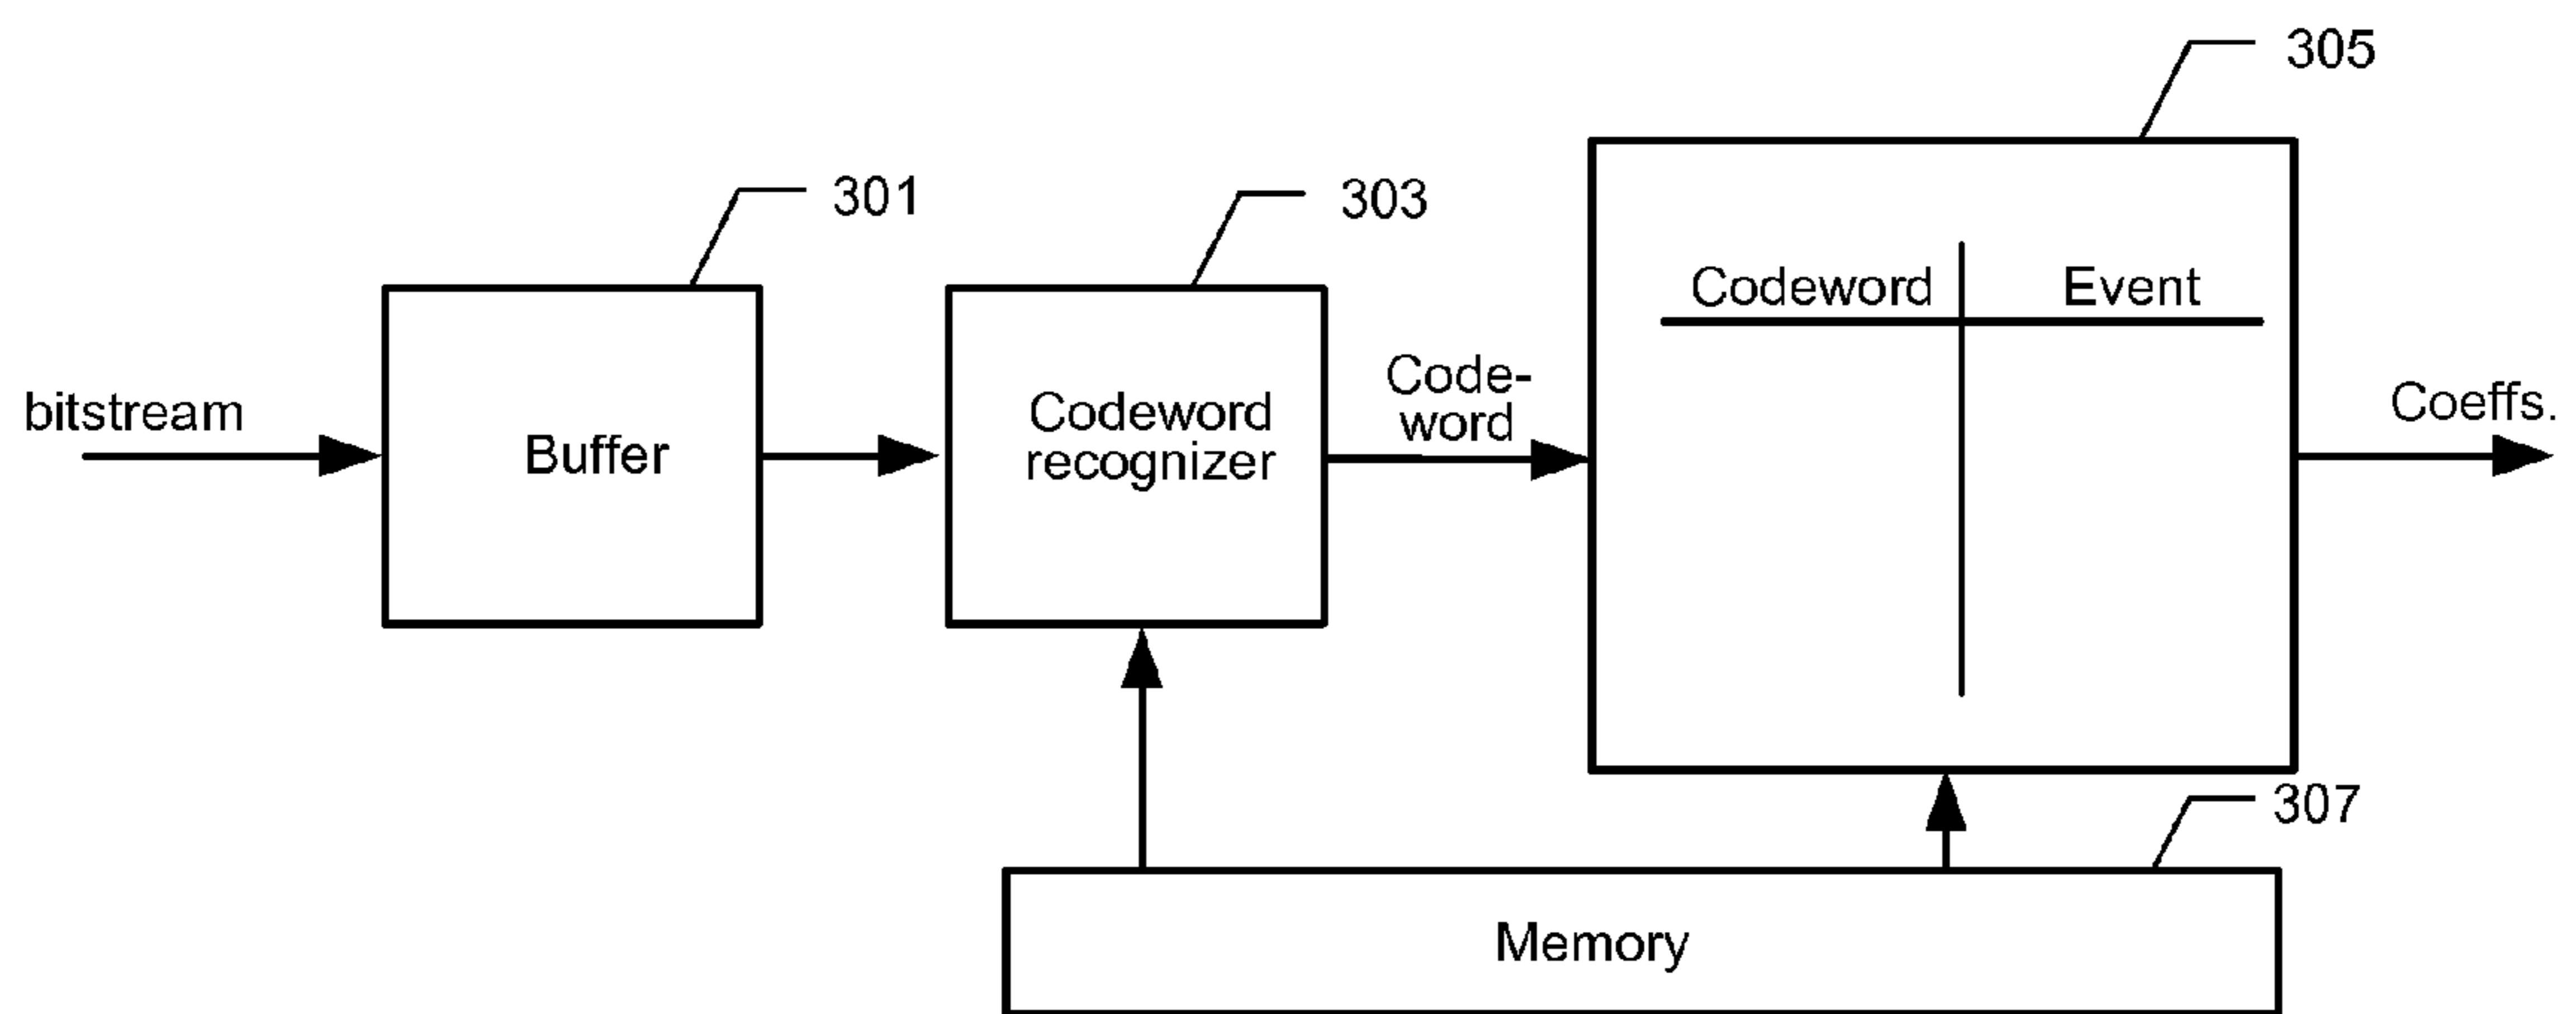 305
301
303
Codeword Event
bitstream
Buffer
Codeword
recognizer
Code-
word
Coeffs.
307
Memory